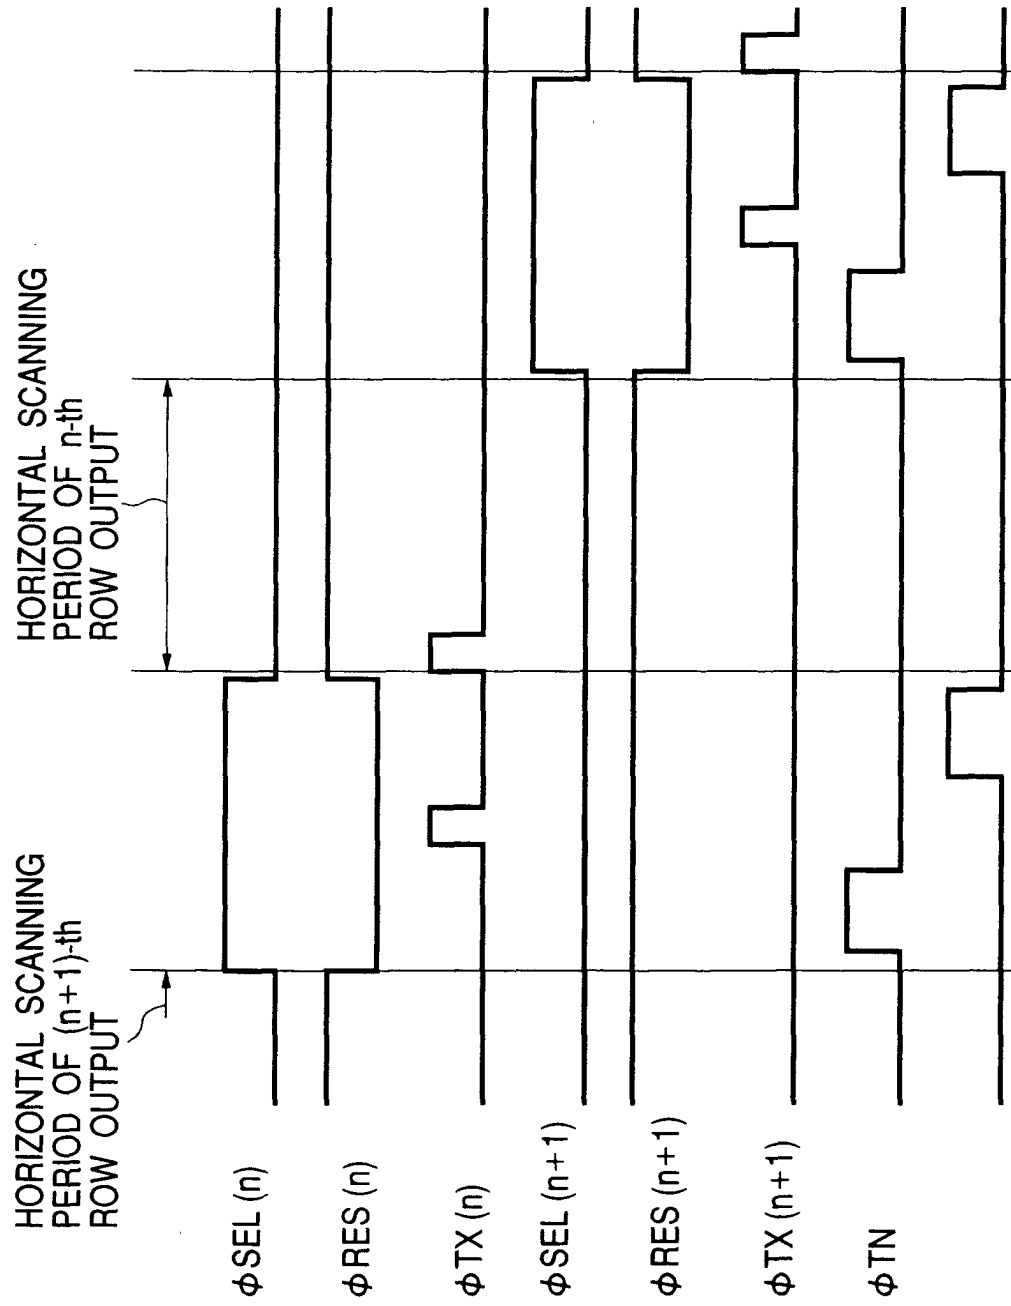 HORIZONTAL SCANNING
PERIOD OF (n+1)-th
ROW OUTPUT
HORIZONTAL SCANNING
PERIOD OF n-th
ROW OUTPUT
ϕSEL (n)
ϕRES (n)
ϕTX (n)
ϕSEL (n+1)
ϕRES (n+1)
ϕTX (n+1)
ϕTN